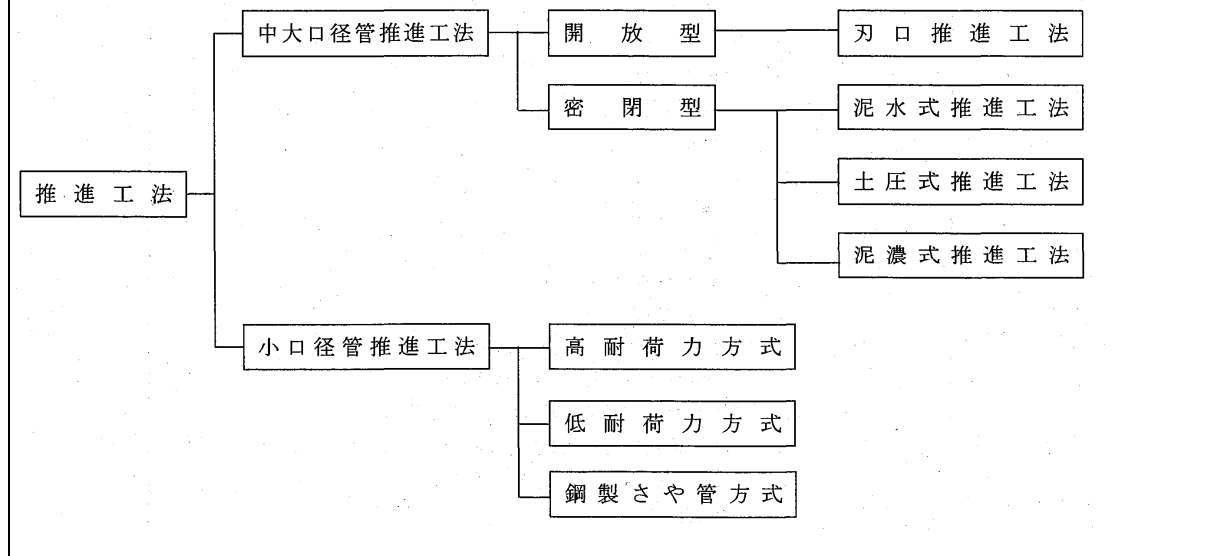 中大口径管推進工法
開放型
刃口推進工法
密閉型
泥水式推進工法
土圧式推進工法
推進工法
泥濃式推進工法
小口径管推進工法
高耐荷力方式
低耐荷力方式
鋼製さや管方式